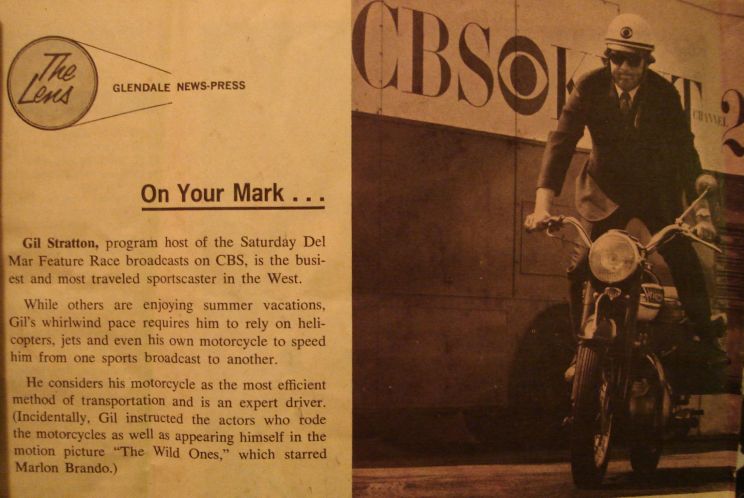 The
Lens
GLENDALE NEWS-PRESS
On Your Mark . . .
Gil Stratton, program host of the Saturday Del
Mar Feature Race broadcasts on CBS, is the busi-
est and most traveled sportscaster in the West.
While others are enjoying summer vacations,
Gil's whirlwind pace requires him to rely on heli-
copters, jets and even his own motorcycle to speed
him from one sports broadcast to another.
He considers his motorcycle as the most efficient
method of transportation and is an expert driver.
(Incidentally, Gil instructed the actors who rode
the motorcycles as well as appearing himself in the
motion picture "The Wild Ones," which starred
Marlon Brando.)
CBS K T
CHANNEL
2